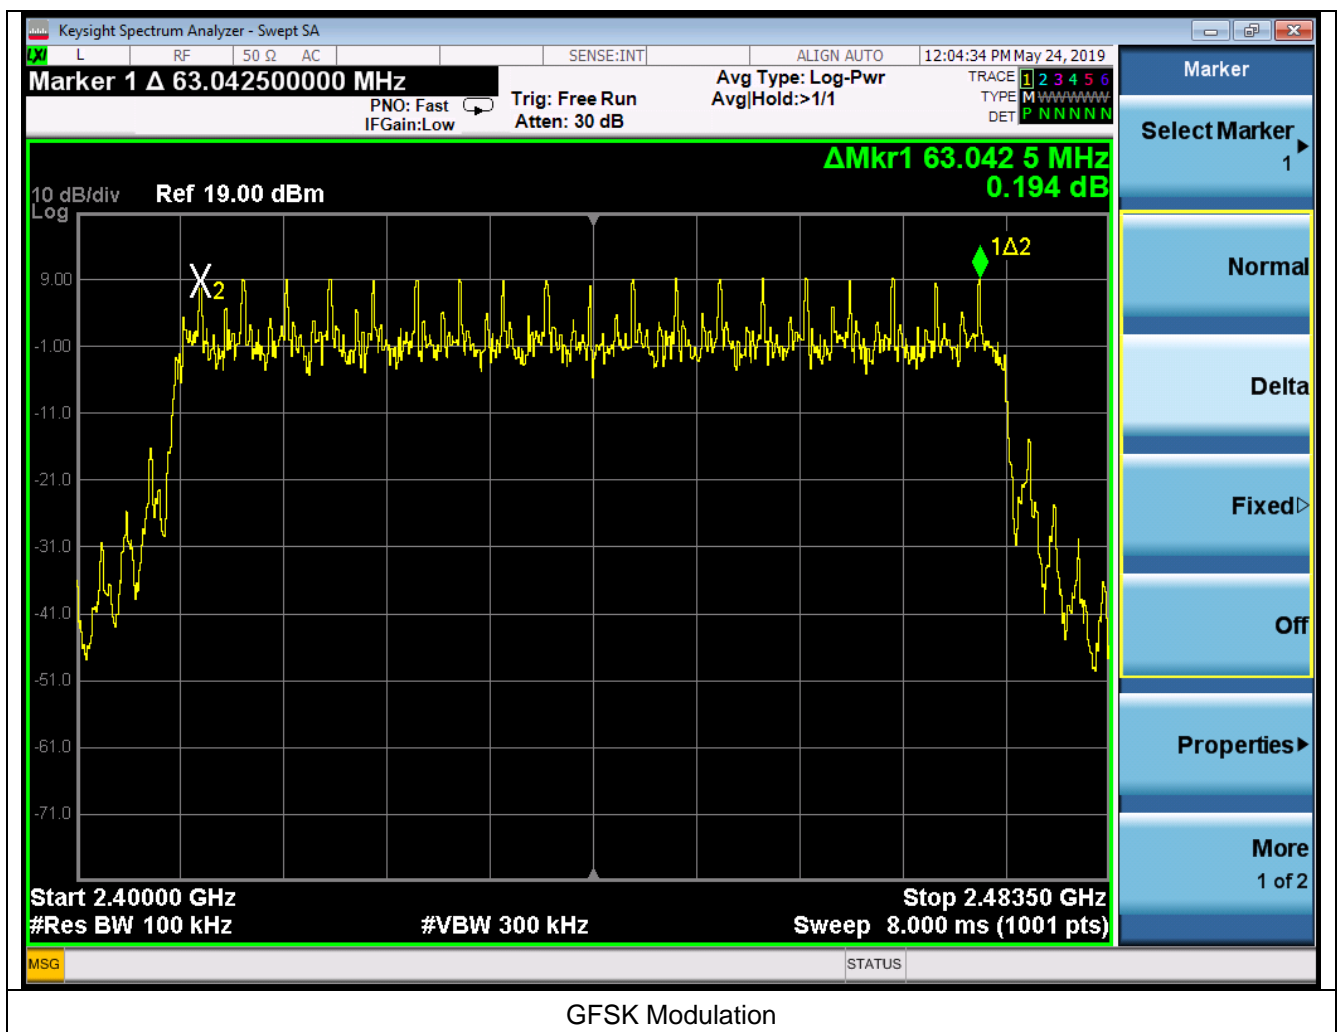 Keysight Spectrum Analyzer - Swept SA
LXI L RF 50 Ω AC SENSE:INT ALIGN AUTO 12:04:34 PM May 24, 2019
Marker 1 Δ 63.042500000 MHz
PNO: Fast
IFGain:Low
Trig: Free Run
Atten: 30 dB
Avg Type: Log-Pwr
Avg|Hold:>1/1
TRACE 1 2 3 4 5 6
TYPE M WWWWW
DET P N N N N N
ΔMkr1 63.042 5 MHz
0.194 dB
10 dB/div Ref 19.00 dBm
Log
1Δ2
X2
9.00
-1.00
-11.0
-21.0
-31.0
-41.0
-51.0
-61.0
-71.0
Start 2.40000 GHz Stop 2.48350 GHz
#Res BW 100 kHz #VBW 300 kHz Sweep 8.000 ms (1001 pts)
MSG STATUS
Marker
Select Marker
1
Normal
Delta
Fixed
Off
Properties
More
1 of 2
GFSK Modulation